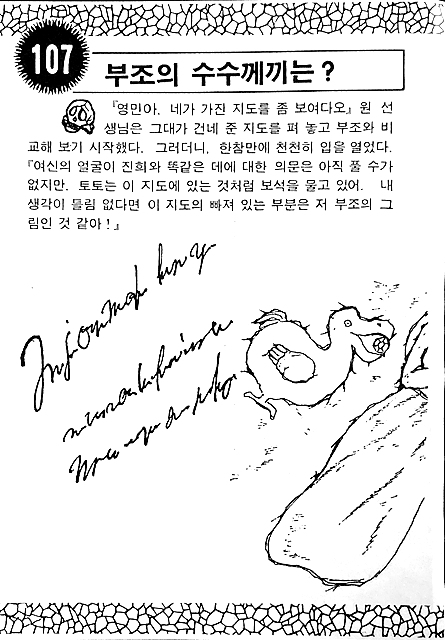 107
부조의 수수께끼는?
『영민아. 네가 가진 지도를 좀 보여다오』 원 선
생님은 그대가 건네 준 지도를 펴 놓고 부조와 비
교해 보기 시작했다. 그러더니, 한참만에 천천히 입을 열었다.
『여신의 얼굴이 진희와 똑같은 데에 대한 의문은 아직 풀 수가
없지만. 토토는 이 지도에 있는 것처럼 보석을 물고 있어. 내
생각이 틀림 없다면 이 지도의 빠져 있는 부분은 저 부조의 그
림인 것 같아!』